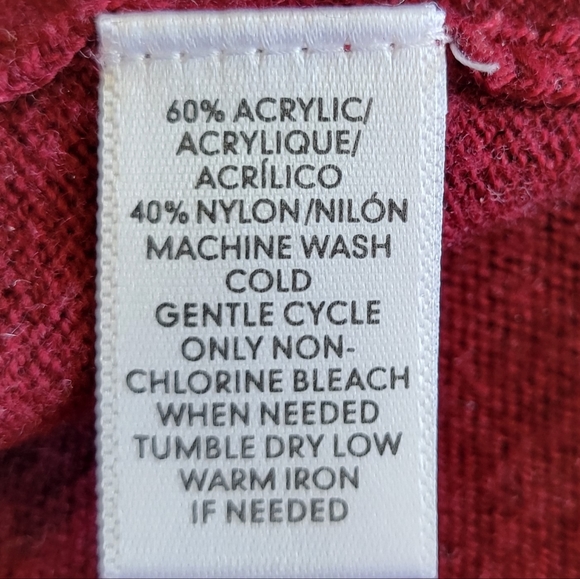 60% ACRYLIC/
ACRYLIQUE/
ACRÍLICO
40% NYLON/NILÓN
MACHINE WASH
COLD
GENTLE CYCLE
ONLY NON-
CHLORINE BLEACH
WHEN NEEDED
TUMBLE DRY LOW
WARM IRON
IF NEEDED